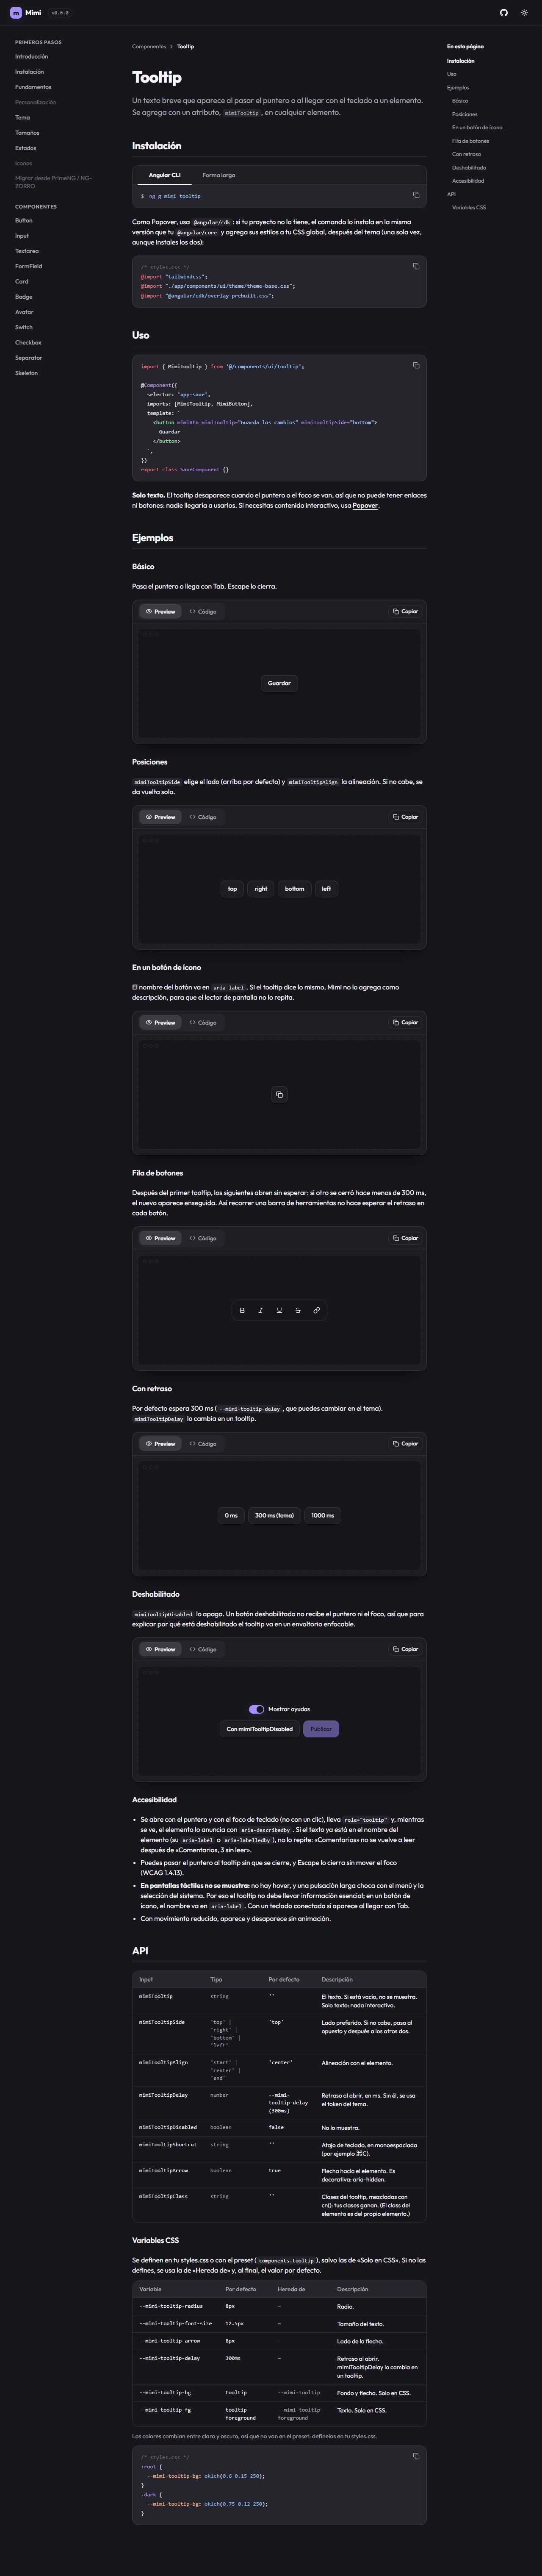 m Mimi v0.6.0
PRIMEROS PASOS
Introducción
Instalación
Fundamentos
Personalización
Tema
Tamaños
Estados
Iconos
Migrar desde PrimeNG / NG-
ZORRO
COMPONENTES
Button
Input
Textarea
FormField
Card
Badge
Avatar
Switch
Checkbox
Separator
Skeleton
Componentes > Tooltip
Tooltip
Un texto breve que aparece al pasar el puntero o al llegar con el teclado a un elemento.
Se agrega con un atributo, mimiTooltip, en cualquier elemento.
Instalación
Angular CLI Forma larga
$ ng g mimi tooltip
Como Popover, usa @angular/cdk: si tu proyecto no lo tiene, el comando lo instala en la misma
versión que tu @angular/core y agrega sus estilos a tu CSS global, después del tema (una sola vez,
aunque instales los dos):
/* styles.css */
@import "tailwindcss";
@import "./app/components/ui/theme/theme-base.css";
@import "@angular/cdk/overlay-prebuilt.css";
Uso
import { MimiTooltip } from '@/components/ui/tooltip';
@Component({
selector: 'app-save',
imports: [MimiTooltip, MimiButton],
template: `
<button mimiBtn mimiTooltip="Guarda los cambios" mimiTooltipSide="bottom">
Guardar
</button>
`,
})
export class SaveComponent {}
Solo texto. El tooltip desaparece cuando el puntero o el foco se van, así que no puede tener enlaces
ni botones: nadie llegaría a usarlos. Si necesitas contenido interactivo, usa Popover.
Ejemplos
Básico
Pasa el puntero o llega con Tab. Escape lo cierra.
Preview Código Copiar
Guardar
Posiciones
mimiTooltipSide elige el lado (arriba por defecto) y mimiTooltipAlign la alineación. Si no cabe, se
da vuelta solo.
Preview Código Copiar
top right bottom left
En un botón de ícono
El nombre del botón va en aria-label. Si el tooltip dice lo mismo, Mimi no lo agrega como
descripción, para que el lector de pantalla no lo repita.
Preview Código Copiar
Fila de botones
Después del primer tooltip, los siguientes abren sin esperar: si otro se cerró hace menos de 300 ms,
el nuevo aparece enseguida. Así recorrer una barra de herramientas no hace esperar el retraso en
cada botón.
Preview Código Copiar
Con retraso
Por defecto espera 300 ms (--mimi-tooltip-delay, que puedes cambiar en el tema).
mimiTooltipDelay lo cambia en un tooltip.
Preview Código Copiar
0 ms 300 ms (tema) 1000 ms
Deshabilitado
mimiTooltipDisabled lo apaga. Un botón deshabilitado no recibe el puntero ni el foco, así que para
explicar por qué está deshabilitado el tooltip va en un envoltorio enfocable.
Preview Código Copiar
Mostrar ayudas
Con mimiTooltipDisabled Publicar
Accesibilidad
• Se abre con el puntero y con el foco de teclado (no con un clic), lleva role="tooltip" y, mientras
se ve, el elemento lo anuncia con aria-describedby. Si el texto ya está en el nombre del
elemento (su aria-label o aria-labelledby), no lo repite: «Comentarios» no se vuelve a leer
después de «Comentarios, 3 sin leer».
• Puedes pasar el puntero al tooltip sin que se cierre, y Escape lo cierra sin mover el foco
(WCAG 1.4.13).
• En pantallas táctiles no se muestra: no hay hover, y una pulsación larga choca con el menú y la
selección del sistema. Por eso el tooltip no debe llevar información esencial; en un botón de
ícono, el nombre va en aria-label. Con un teclado conectado sí aparece al llegar con Tab.
• Con movimiento reducido, aparece y desaparece sin animación.
API
Input Tipo Por defecto Descripción
mimiTooltip string '' El texto. Si está vacío, no se muestra.
Solo texto: nada interactivo.
mimiTooltipSide 'top' | 'right' | 'bottom' | 'left' 'top' Lado preferido. Si no cabe, pasa al
opuesto y después a los otros dos.
mimiTooltipAlign 'start' | 'center' | 'end' 'center' Alineación con el elemento.
mimiTooltipDelay number --mimi-tooltip-delay (300ms) Retraso al abrir, en ms. Sin él, se usa
el token del tema.
mimiTooltipDisabled boolean false No lo muestra.
mimiTooltipShortcut string '' Atajo de teclado, en monoespaciada
(por ejemplo ⌘C).
mimiTooltipArrow boolean true Flecha hacia el elemento. Es
decorativa: aria-hidden.
mimiTooltipClass string '' Clases del tooltip, mezcladas con
cn(): tus clases ganan. (El class del
elemento es del propio elemento.)
Variables CSS
Se definen en tu styles.css o con el preset (components.tooltip), salvo las de «Solo en CSS». Si no las
defines, se usa la de «Hereda de» y, al final, el valor por defecto.
Variable Por defecto Hereda de Descripción
--mimi-tooltip-radius 8px — Radio.
--mimi-tooltip-font-size 12.5px — Tamaño del texto.
--mimi-tooltip-arrow 8px — Lado de la flecha.
--mimi-tooltip-delay 300ms — Retraso al abrir.
mimiTooltipDelay lo cambia en
un tooltip.
--mimi-tooltip-bg tooltip --mimi-tooltip Fondo y flecha. Solo en CSS.
--mimi-tooltip-fg tooltip-foreground --mimi-tooltip-foreground Texto. Solo en CSS.
Los colores cambian entre claro y oscuro, así que no van en el preset: defínelos en tu styles.css.
/* styles.css */
:root {
--mimi-tooltip-bg: oklch(0.6 0.15 250);
}
.dark {
--mimi-tooltip-bg: oklch(0.75 0.12 250);
}
En esta página
Instalación
Uso
Ejemplos
Básico
Posiciones
En un botón de ícono
Fila de botones
Con retraso
Deshabilitado
Accesibilidad
API
Variables CSS